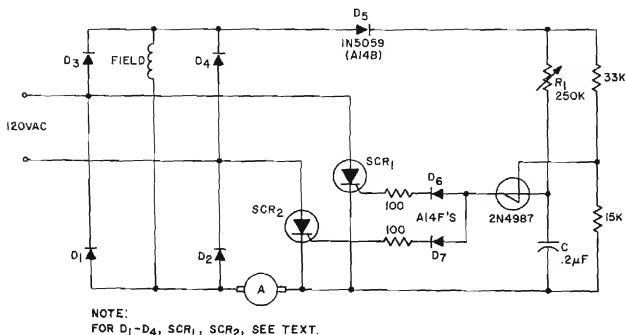 D5
1N5059
(A14B)
D3
FIELD
D4
R1
250K
33K
120VAC
SCR1
D6
100
A14F'S
2N4987
SCR2
100
D7
15K
C
.2μF
D1
D2
A
NOTE:
FOR D1-D4, SCR1, SCR2, SEE TEXT.